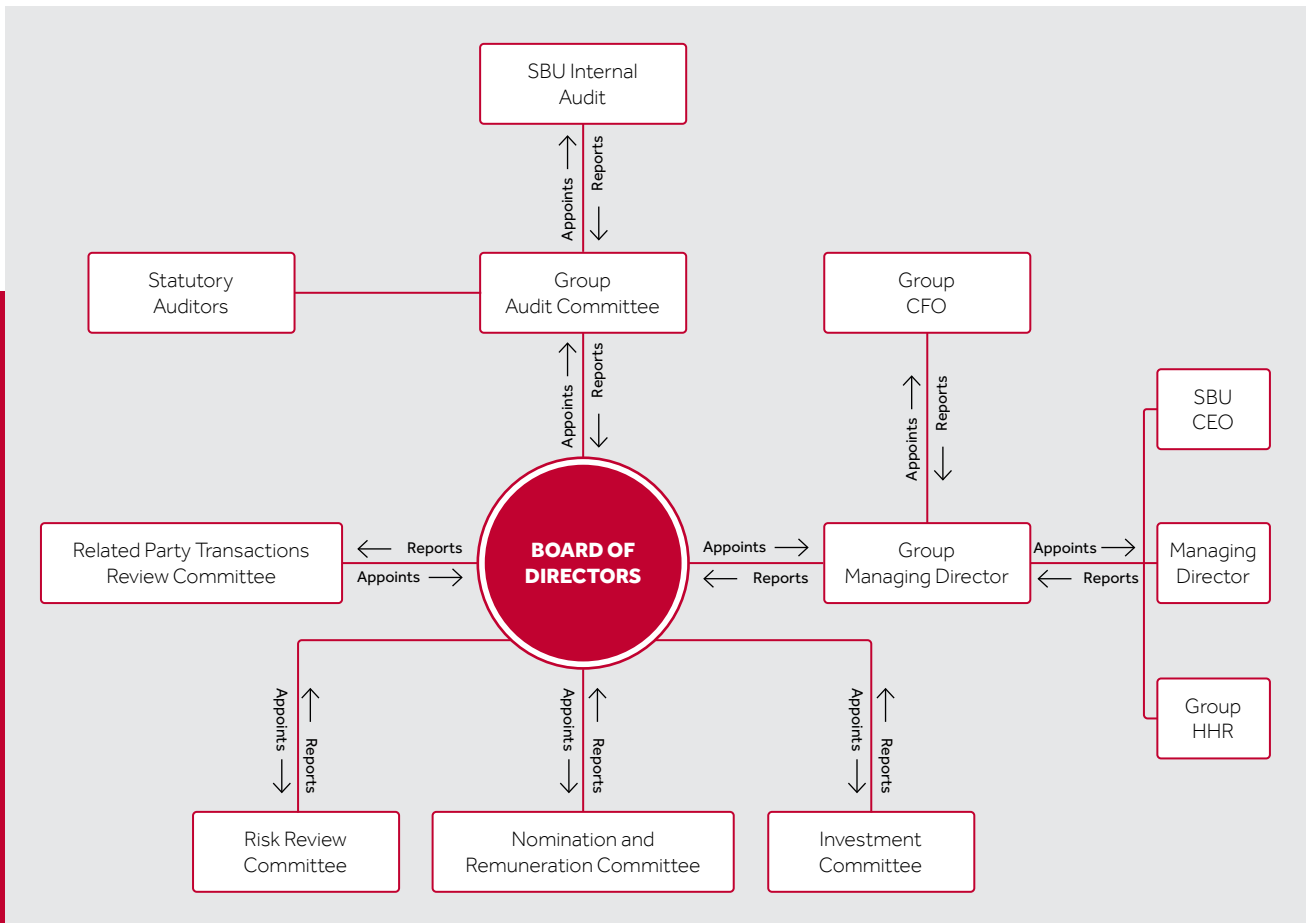 SBU Internal
Audit
Appoints
Reports
Statutory
Auditors
Group
Audit Committee
Group
CFO
Appoints
Reports
Appoints
Reports
SBU
CEO
Related Party Transactions
Review Committee
Reports
Appoints
BOARD OF
DIRECTORS
Appoints
Reports
Group
Managing Director
Appoints
Reports
Managing
Director
Group
HHR
Appoints
Reports
Appoints
Reports
Appoints
Reports
Risk Review
Committee
Nomination and
Remuneration Committee
Investment
Committee